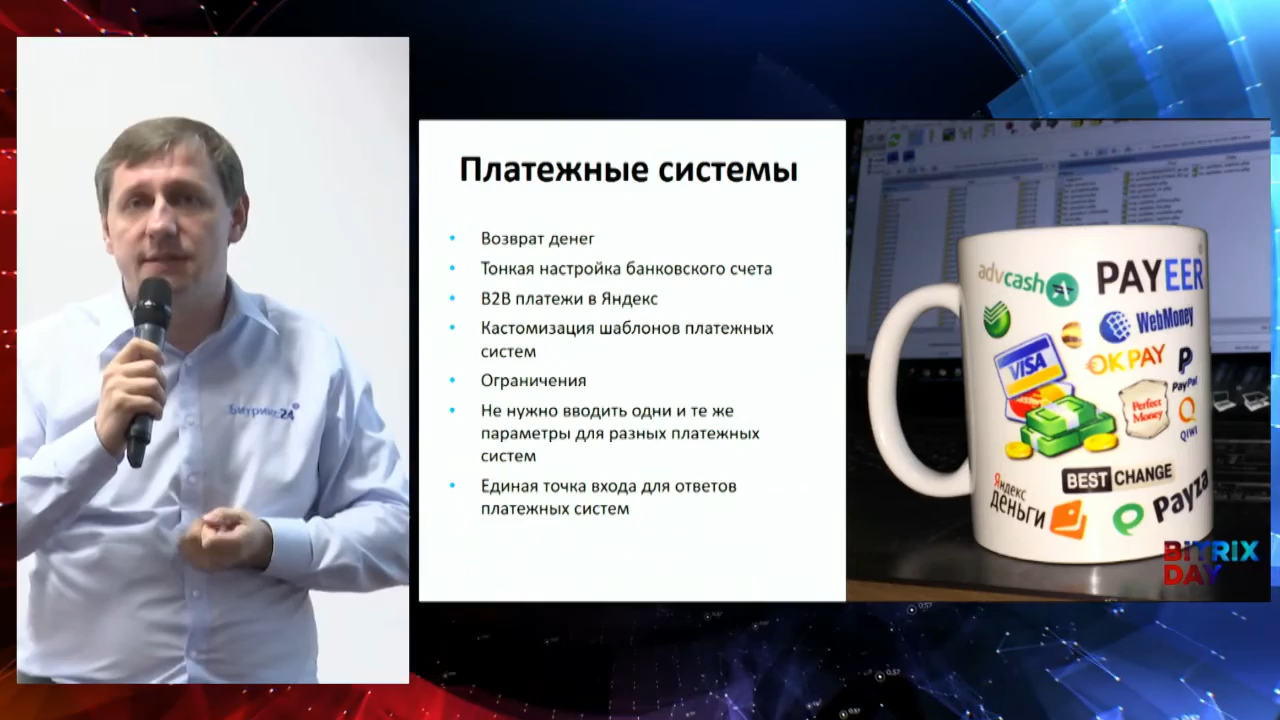 Платежные системы
• Возврат денег
• Тонкая настройка банковского счета
• B2B платежи в Яндекс
• Кастомизация шаблонов платежных
систем
• Ограничения
• Не нужно вводить одни и те же
параметры для разных платежных
систем
• Единая точка входа для ответов
платежных систем
Битрикс24
advcash
PAYEER
WebMoney
VISA
OKPAY
PayPal
Perfect
Money
QIWI
BEST CHANGE
Яндекс
деньги
Payza
BITRIX
DAY